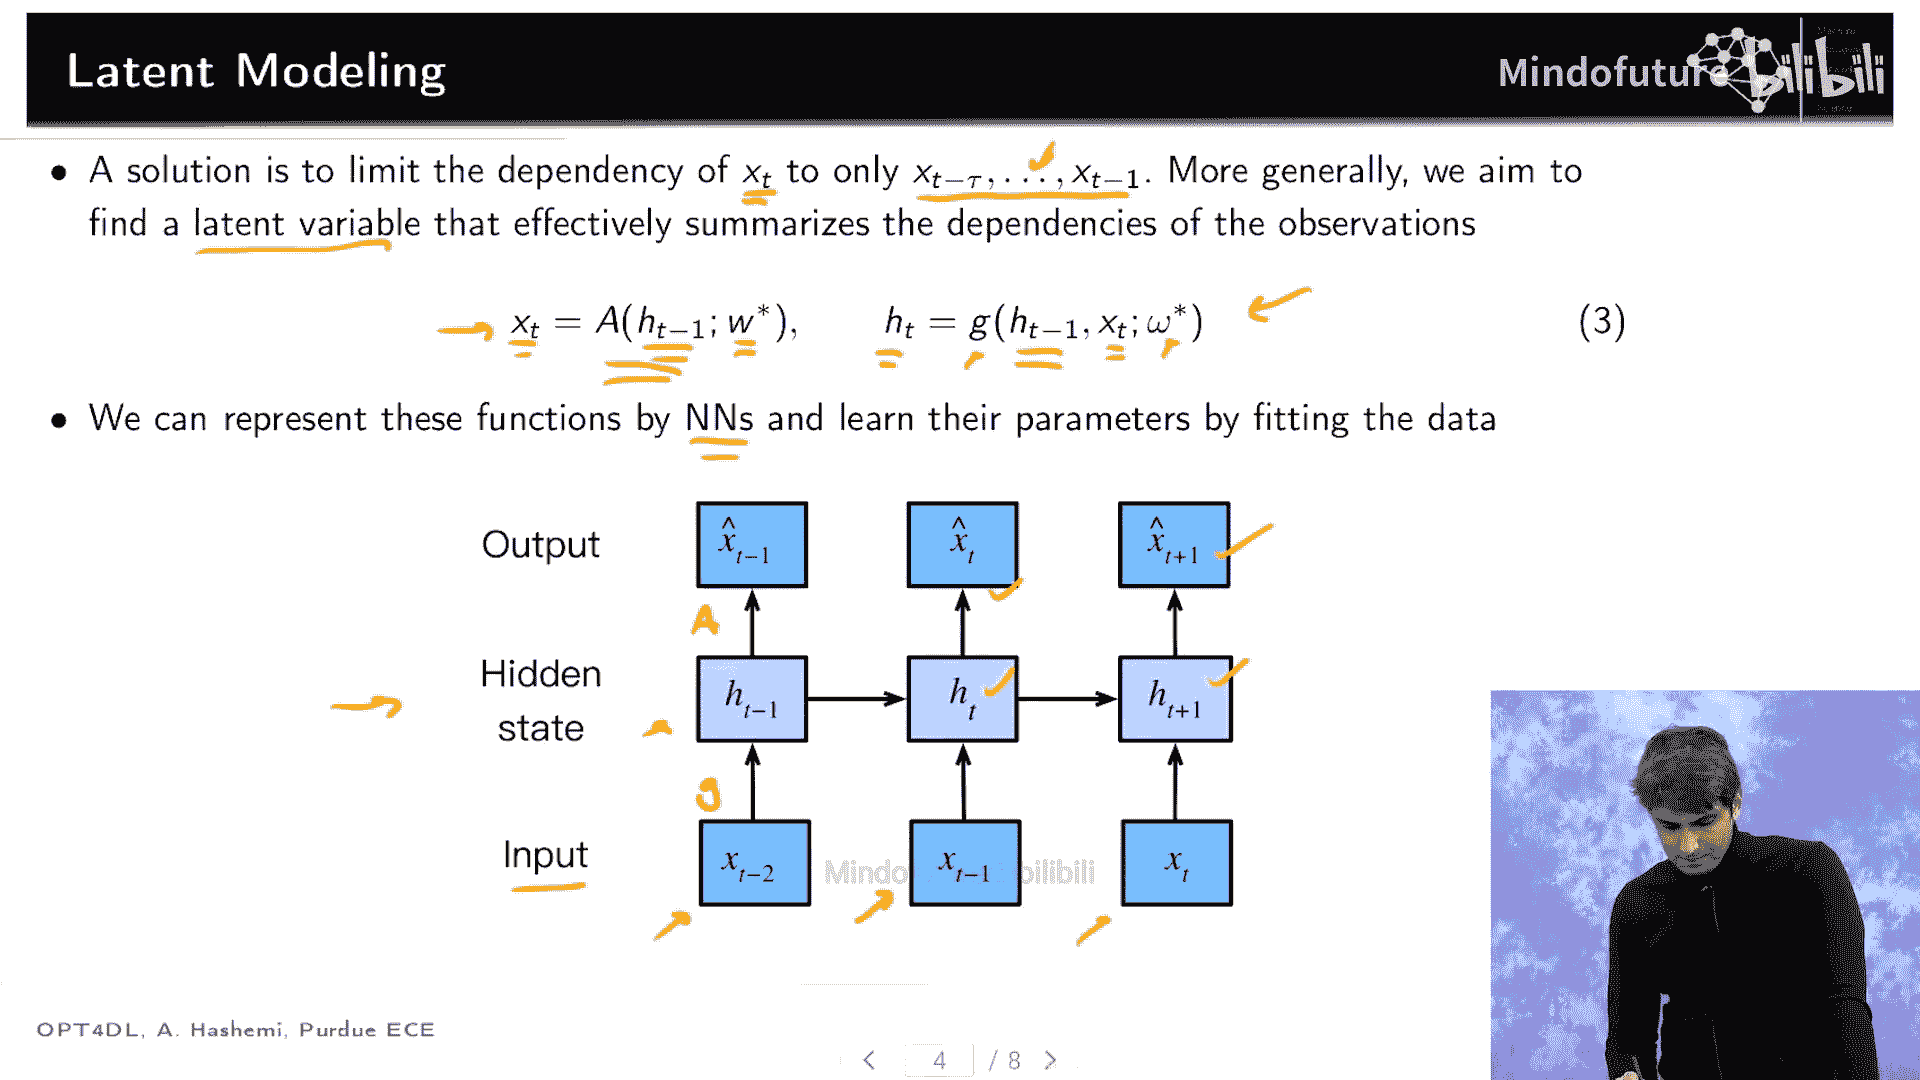 Latent Modeling
Mindofuture bilibili
• A solution is to limit the dependency of x_t to only x_{t−τ}, . . . , x_{t−1}. More generally, we aim to
find a latent variable that effectively summarizes the dependencies of the observations
x_t = A(h_{t−1}; w*), h_t = g(h_{t−1}, x_t; ω*) (3)
• We can represent these functions by NNs and learn their parameters by fitting the data
Output x̂_{t−1} x̂_t x̂_{t+1}
A
Hidden
state h_{t−1} h_t h_{t+1}
g
Input x_{t−2} x_{t−1} x_t
bilibili
OPT4DL, A. Hashemi, Purdue ECE
< 4 / 8 >